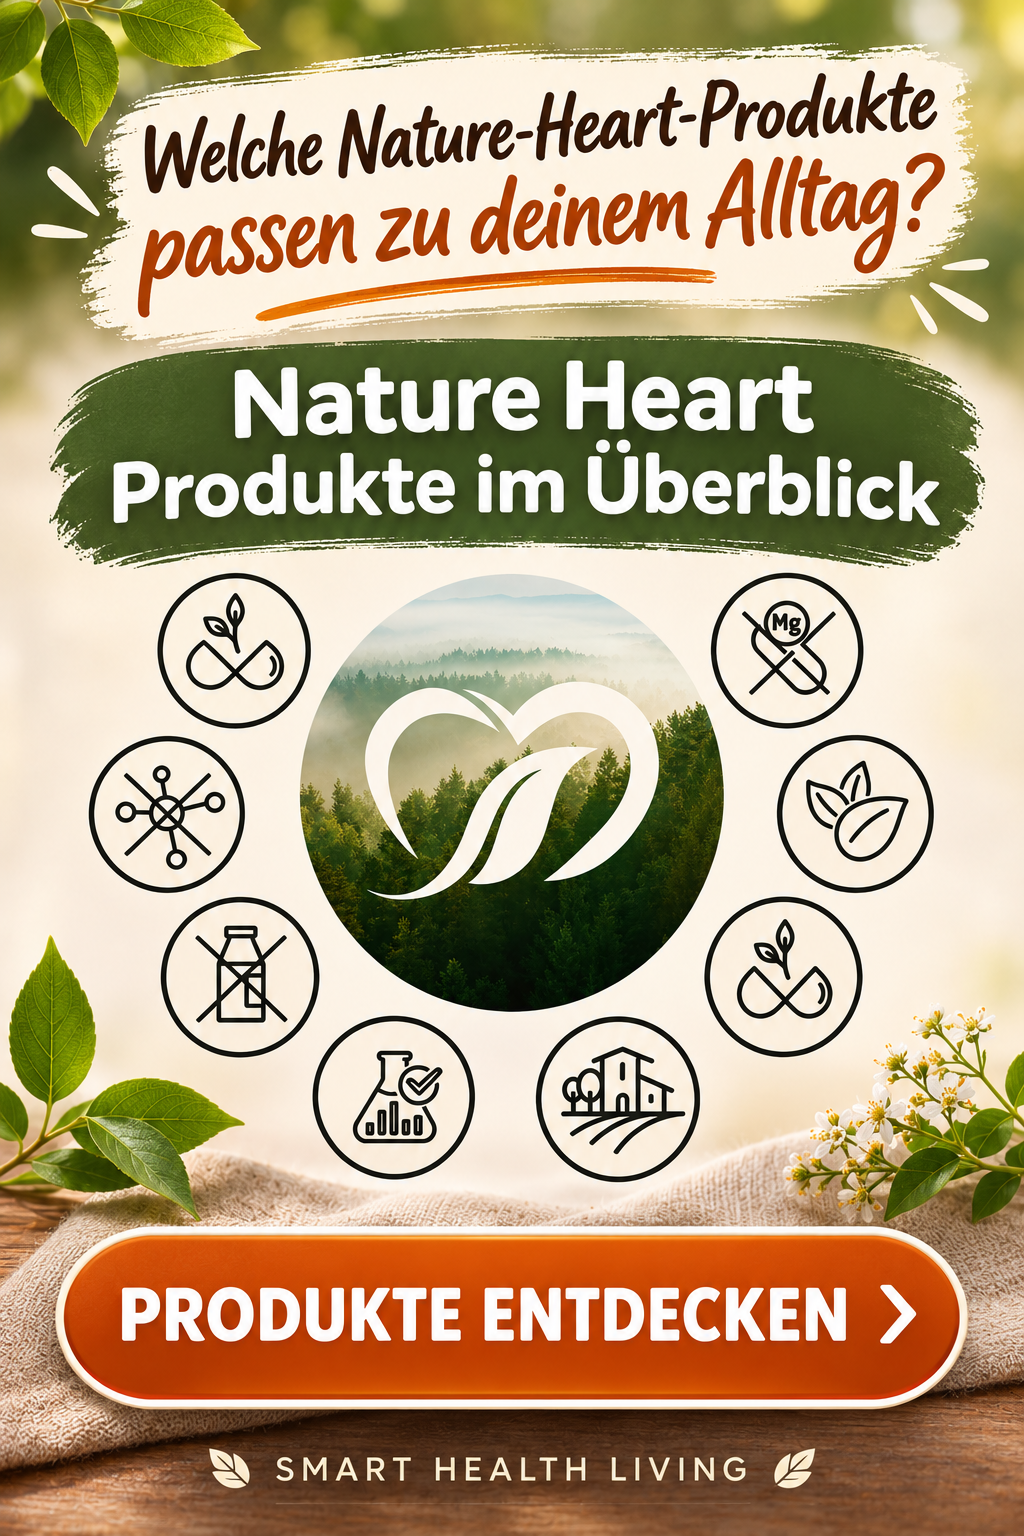 Welche Nature-Heart-Produkte
passen zu deinem Alltag?
Nature Heart
Produkte im Überblick
Mg
PRODUKTE ENTDECKEN
SMART HEALTH LIVING